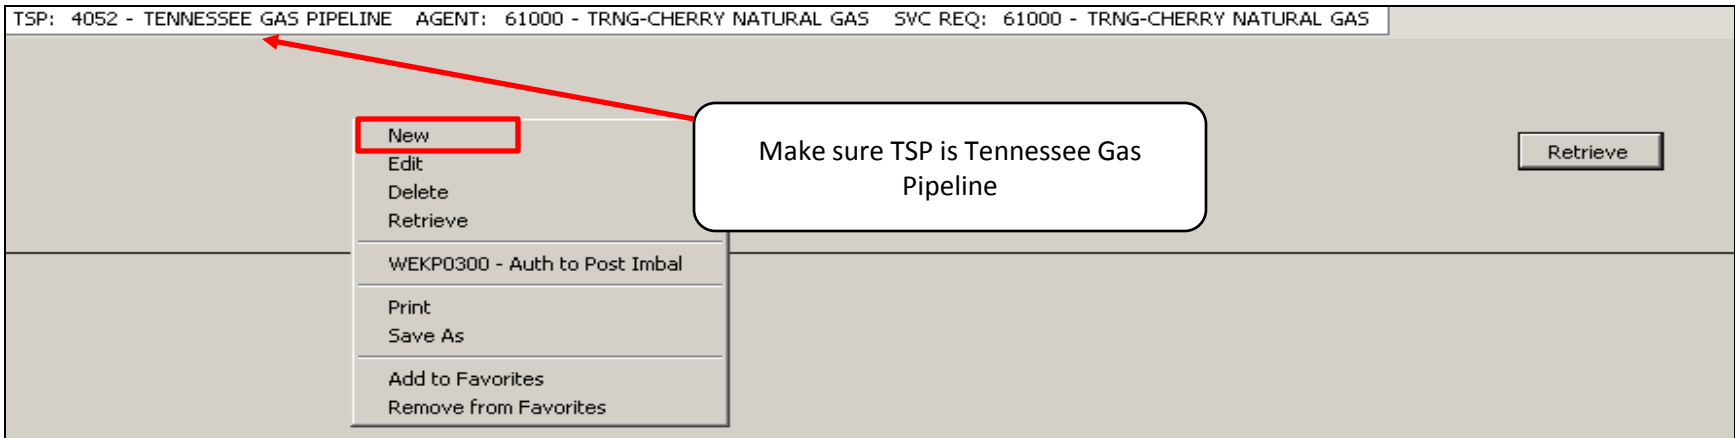 TSP: 4052 - TENNESSEE GAS PIPELINE AGENT: 61000 - TRNG-CHERRY NATURAL GAS SVC REQ: 61000 - TRNG-CHERRY NATURAL GAS
New
Edit
Delete
Retrieve
WEKP0300 - Auth to Post Imbal
Print
Save As
Add to Favorites
Remove from Favorites
Make sure TSP is Tennessee Gas
Pipeline
Retrieve